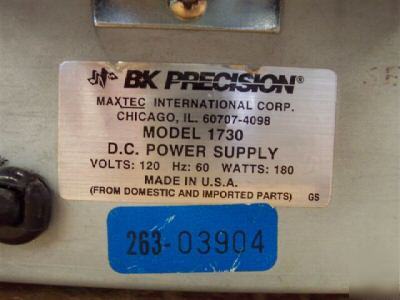 BK PRECISION®
MAXTEC INTERNATIONAL CORP.
CHICAGO, IL. 60707-4098
MODEL 1730
D.C. POWER SUPPLY
VOLTS: 120 Hz: 60 WATTS: 180
MADE IN U.S.A.
(FROM DOMESTIC AND IMPORTED PARTS) GS
263-03904